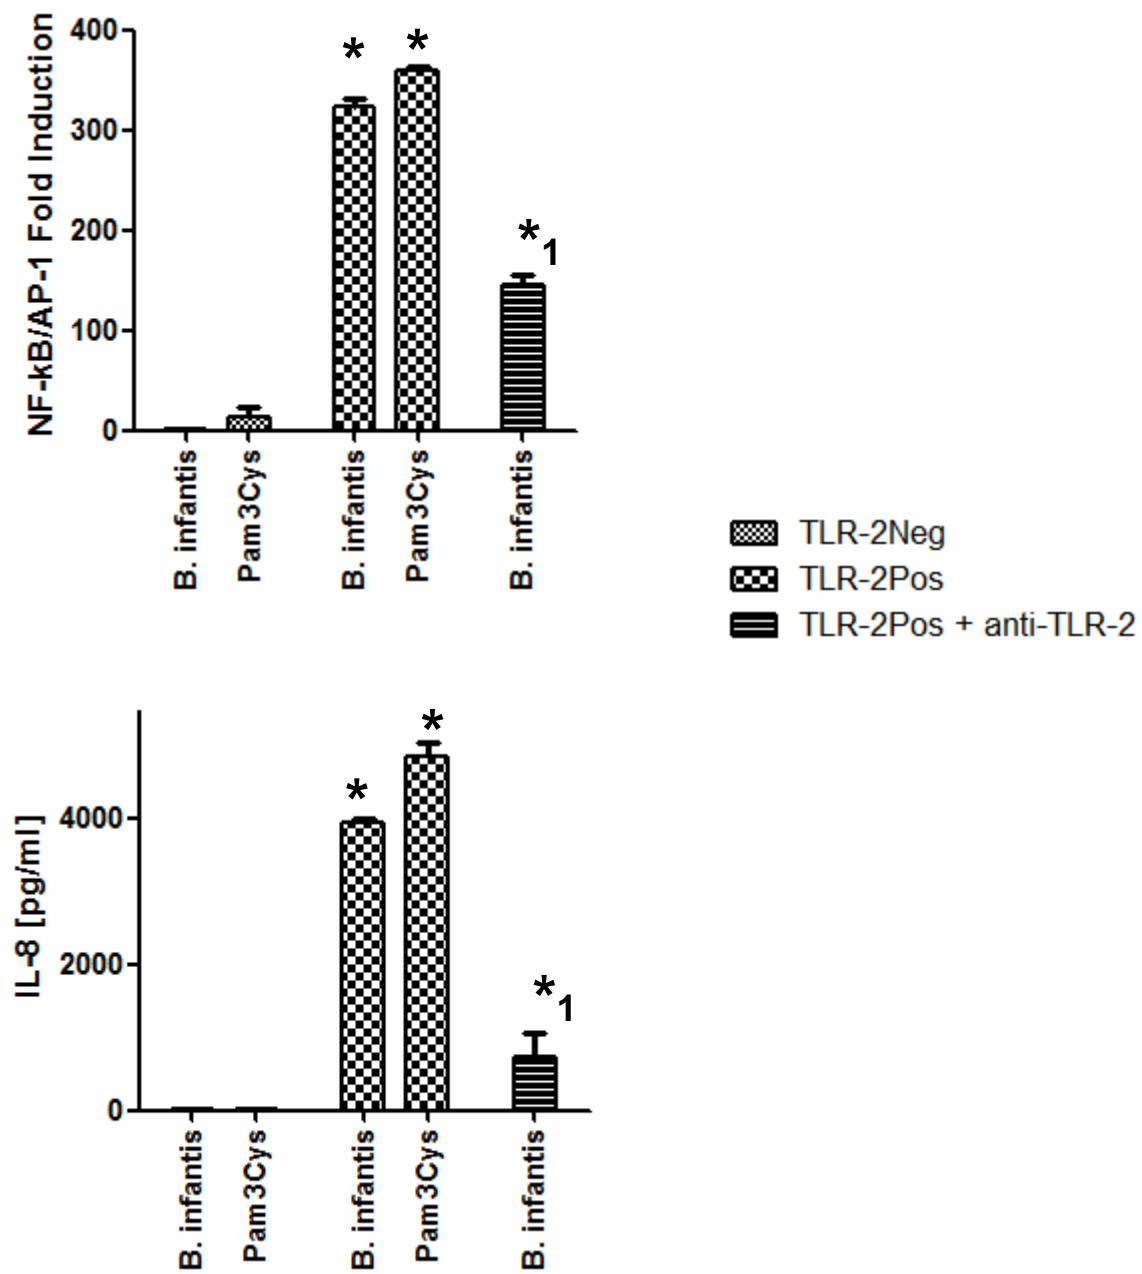 NF-kB/AP-1 Fold Induction
400
300
200
100
0
*
*
*1
B. infantis
Pam3Cys
B. infantis
Pam3Cys
B. infantis
TLR-2Neg
TLR-2Pos
TLR-2Pos + anti-TLR-2
IL-8 [pg/ml]
4000
2000
0
*
*
*1
B. infantis
Pam3Cys
B. infantis
Pam3Cys
B. infantis